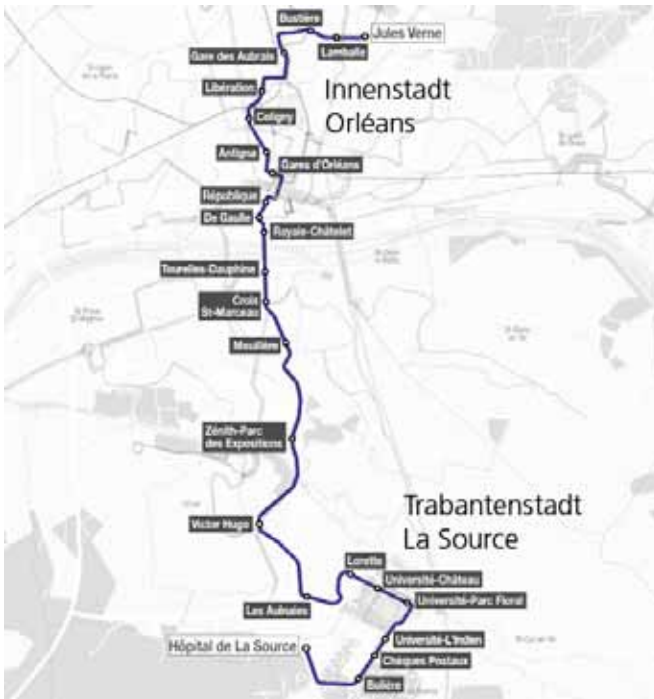 Bustière
Jules Verne
Lamballe
Gare des Aubrais
Libération
Innenstadt
Orléans
Coligny
Antigna
Gares d'Orléans
République
De Gaulle
Royale-Châtelet
Tourelles-Dauphine
Croix
St-Marceau
Mouillère
Zénith-Parc
des Expositions
Trabantenstadt
La Source
Victor Hugo
Lorette
Université-Château
Les Aulnaies
Université-Parc Floral
Université-L'Indien
Hôpital de La Source
Chèques Postaux
Bolière